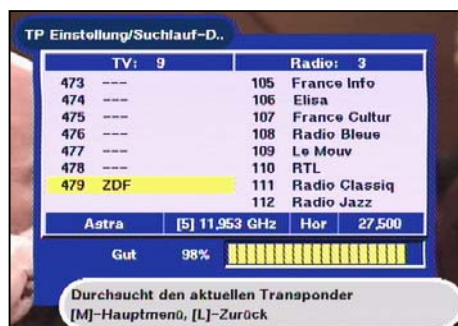 TP Einstellung/Suchlauf-D..
TV: 9 Radio: 3
473 --- 105 France Info
474 --- 106 Elisa
475 --- 107 France Cultur
476 --- 108 Radio Bleue
477 --- 109 Le Mouv
478 --- 110 RTL
479 ZDF 111 Radio Classiq
112 Radio Jazz
Astra [5] 11,953 GHz Hor 27,500
Gut 98%
Durchsucht den aktuellen Transponder
[M]-Hauptmenü, [L]-Zurück